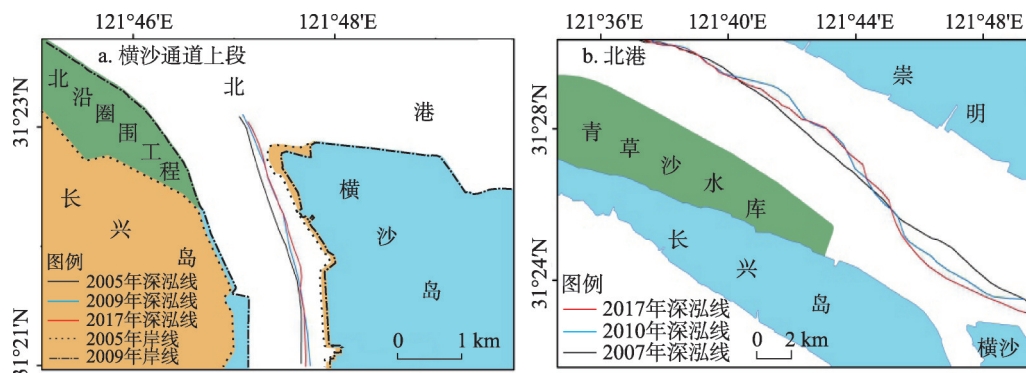 121°46'E
121°48'E
31°23'N
31°21'N
a. 横沙通道上段
北港
北沿圈围工程
长兴岛
横沙岛
图例
2005年深泓线
2009年深泓线
2017年深泓线
2005年岸线
2009年岸线
0 1 km
121°36'E
121°40'E
121°44'E
121°48'E
31°28'N
31°24'N
b. 北港
崇明
青草沙水库
长兴岛
横沙
图例
2017年深泓线
2010年深泓线
2007年深泓线
0 2 km